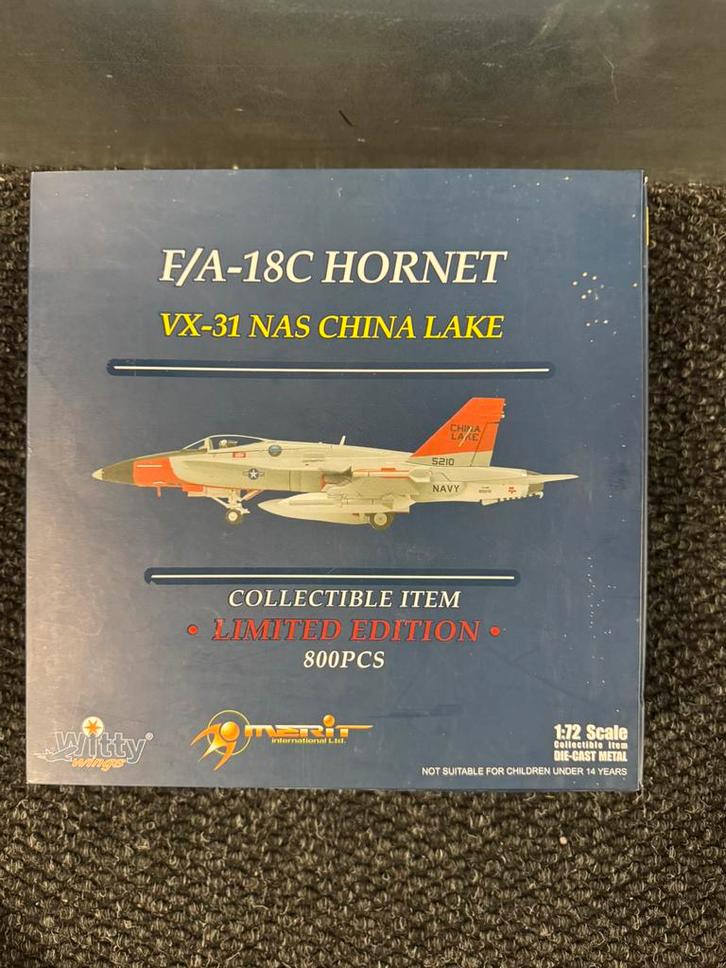 F/A-18C HORNET
VX-31 NAS CHINA LAKE
CHINA
LAKE
5210
NAVY
COLLECTIBLE ITEM
• LIMITED EDITION •
800PCS
Witty®
wings
MERIT
International Ltd.
1:72 Scale
Collectible Item
DIE-CAST METAL
NOT SUITABLE FOR CHILDREN UNDER 14 YEARS